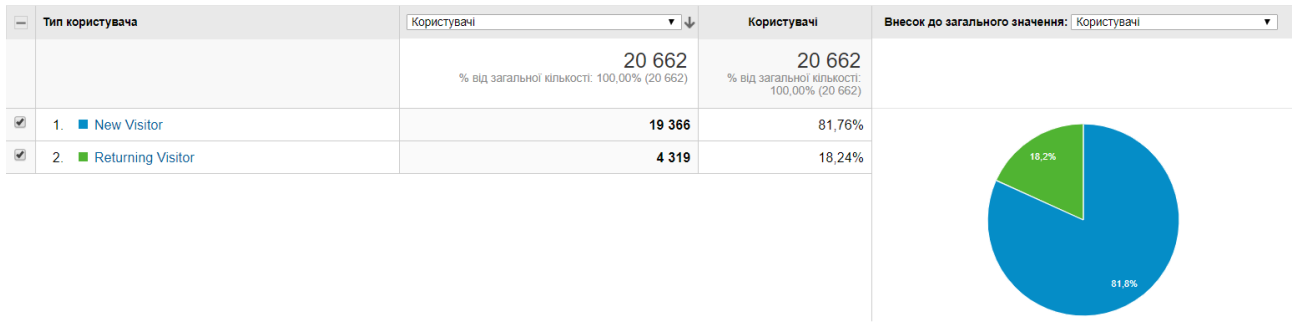 Тип користувача
Користувачі
Користувачі
Внесок до загального значення: Користувачі
20 662
% від загальної кількості: 100,00% (20 662)
20 662
% від загальної кількості:
100,00% (20 662)
1. New Visitor 19 366 81,76%
2. Returning Visitor 4 319 18,24%
18,2%
81,8%